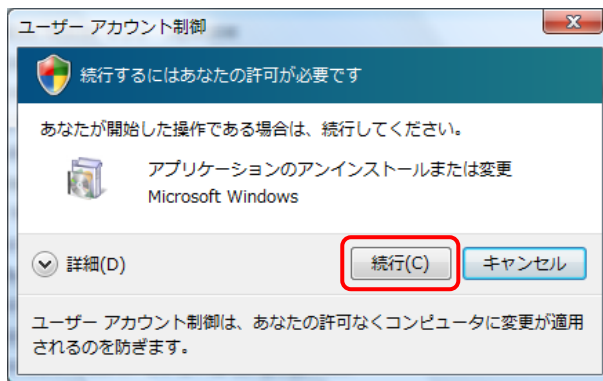 ユーザー アカウント制御
続行するにはあなたの許可が必要です
あなたが開始した操作である場合は、続行してください。
アプリケーションのアンインストールまたは変更
Microsoft Windows
詳細(D)
続行(C)
キャンセル
ユーザー アカウント制御は、あなたの許可なくコンピュータに変更が適用
されるのを防ぎます。